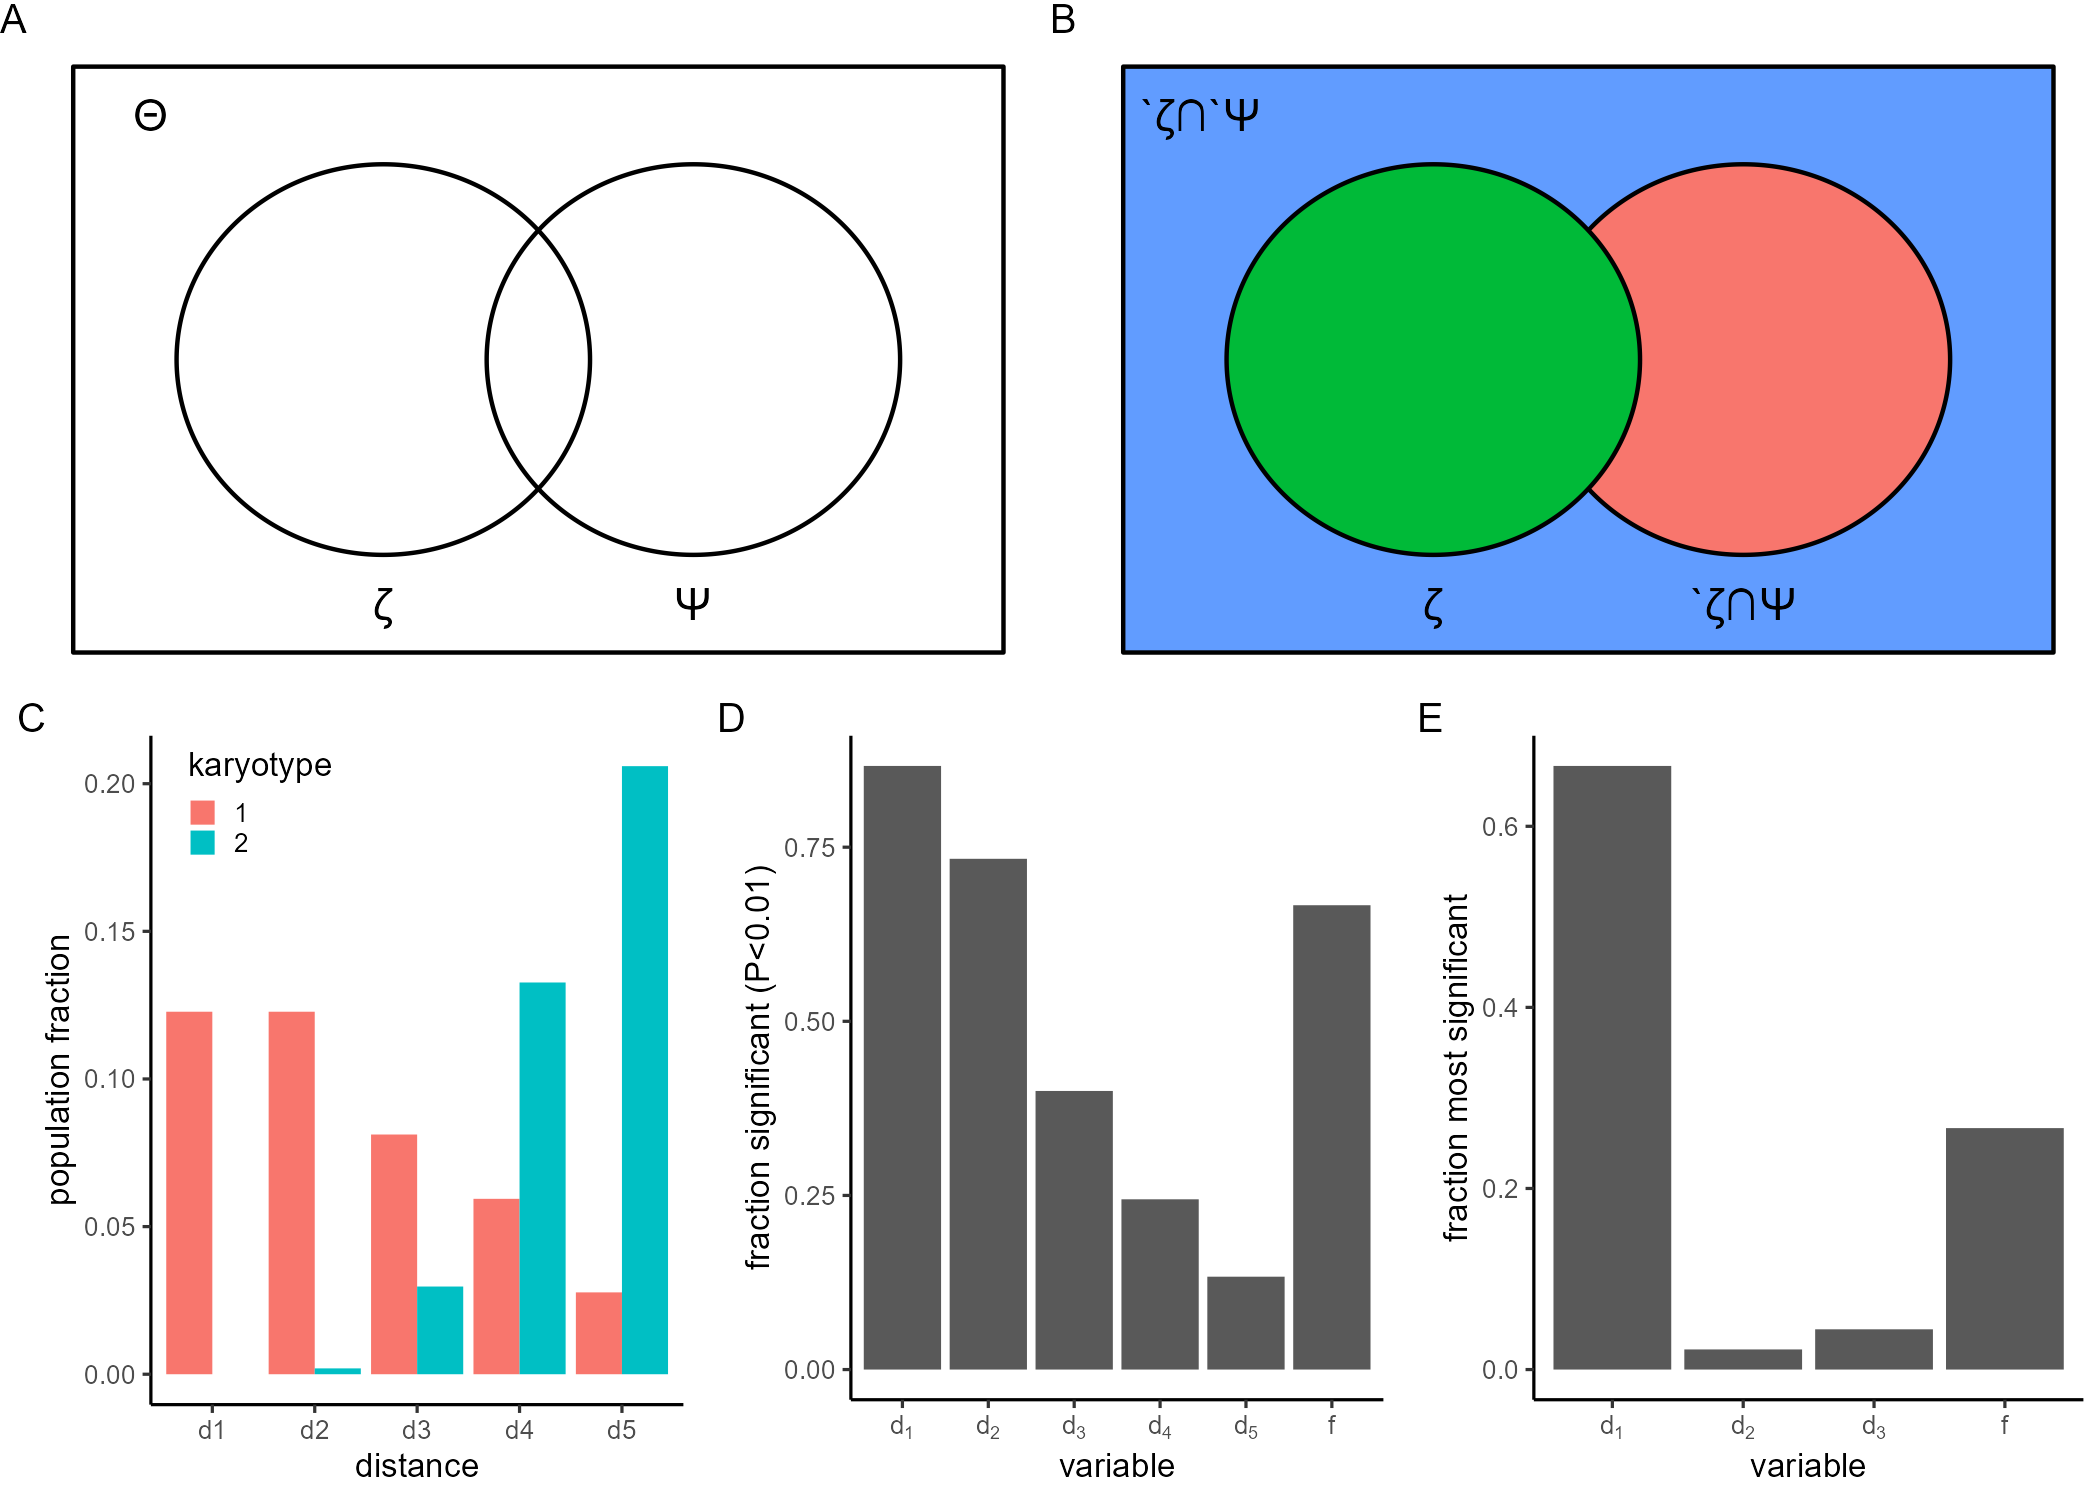 A
Θ
ζ
Ψ
B
`ζ∩`Ψ
ζ
`ζ∩Ψ
C
karyotype
1
2
population fraction
0.20
0.15
0.10
0.05
0.00
d1 d2 d3 d4 d5
distance
D
fraction significant (P<0.01)
0.75
0.50
0.25
0.00
d₁ d₂ d₃ d₄ d₅ f
variable
E
fraction most significant
0.6
0.4
0.2
0.0
d₁ d₂ d₃ f
variable